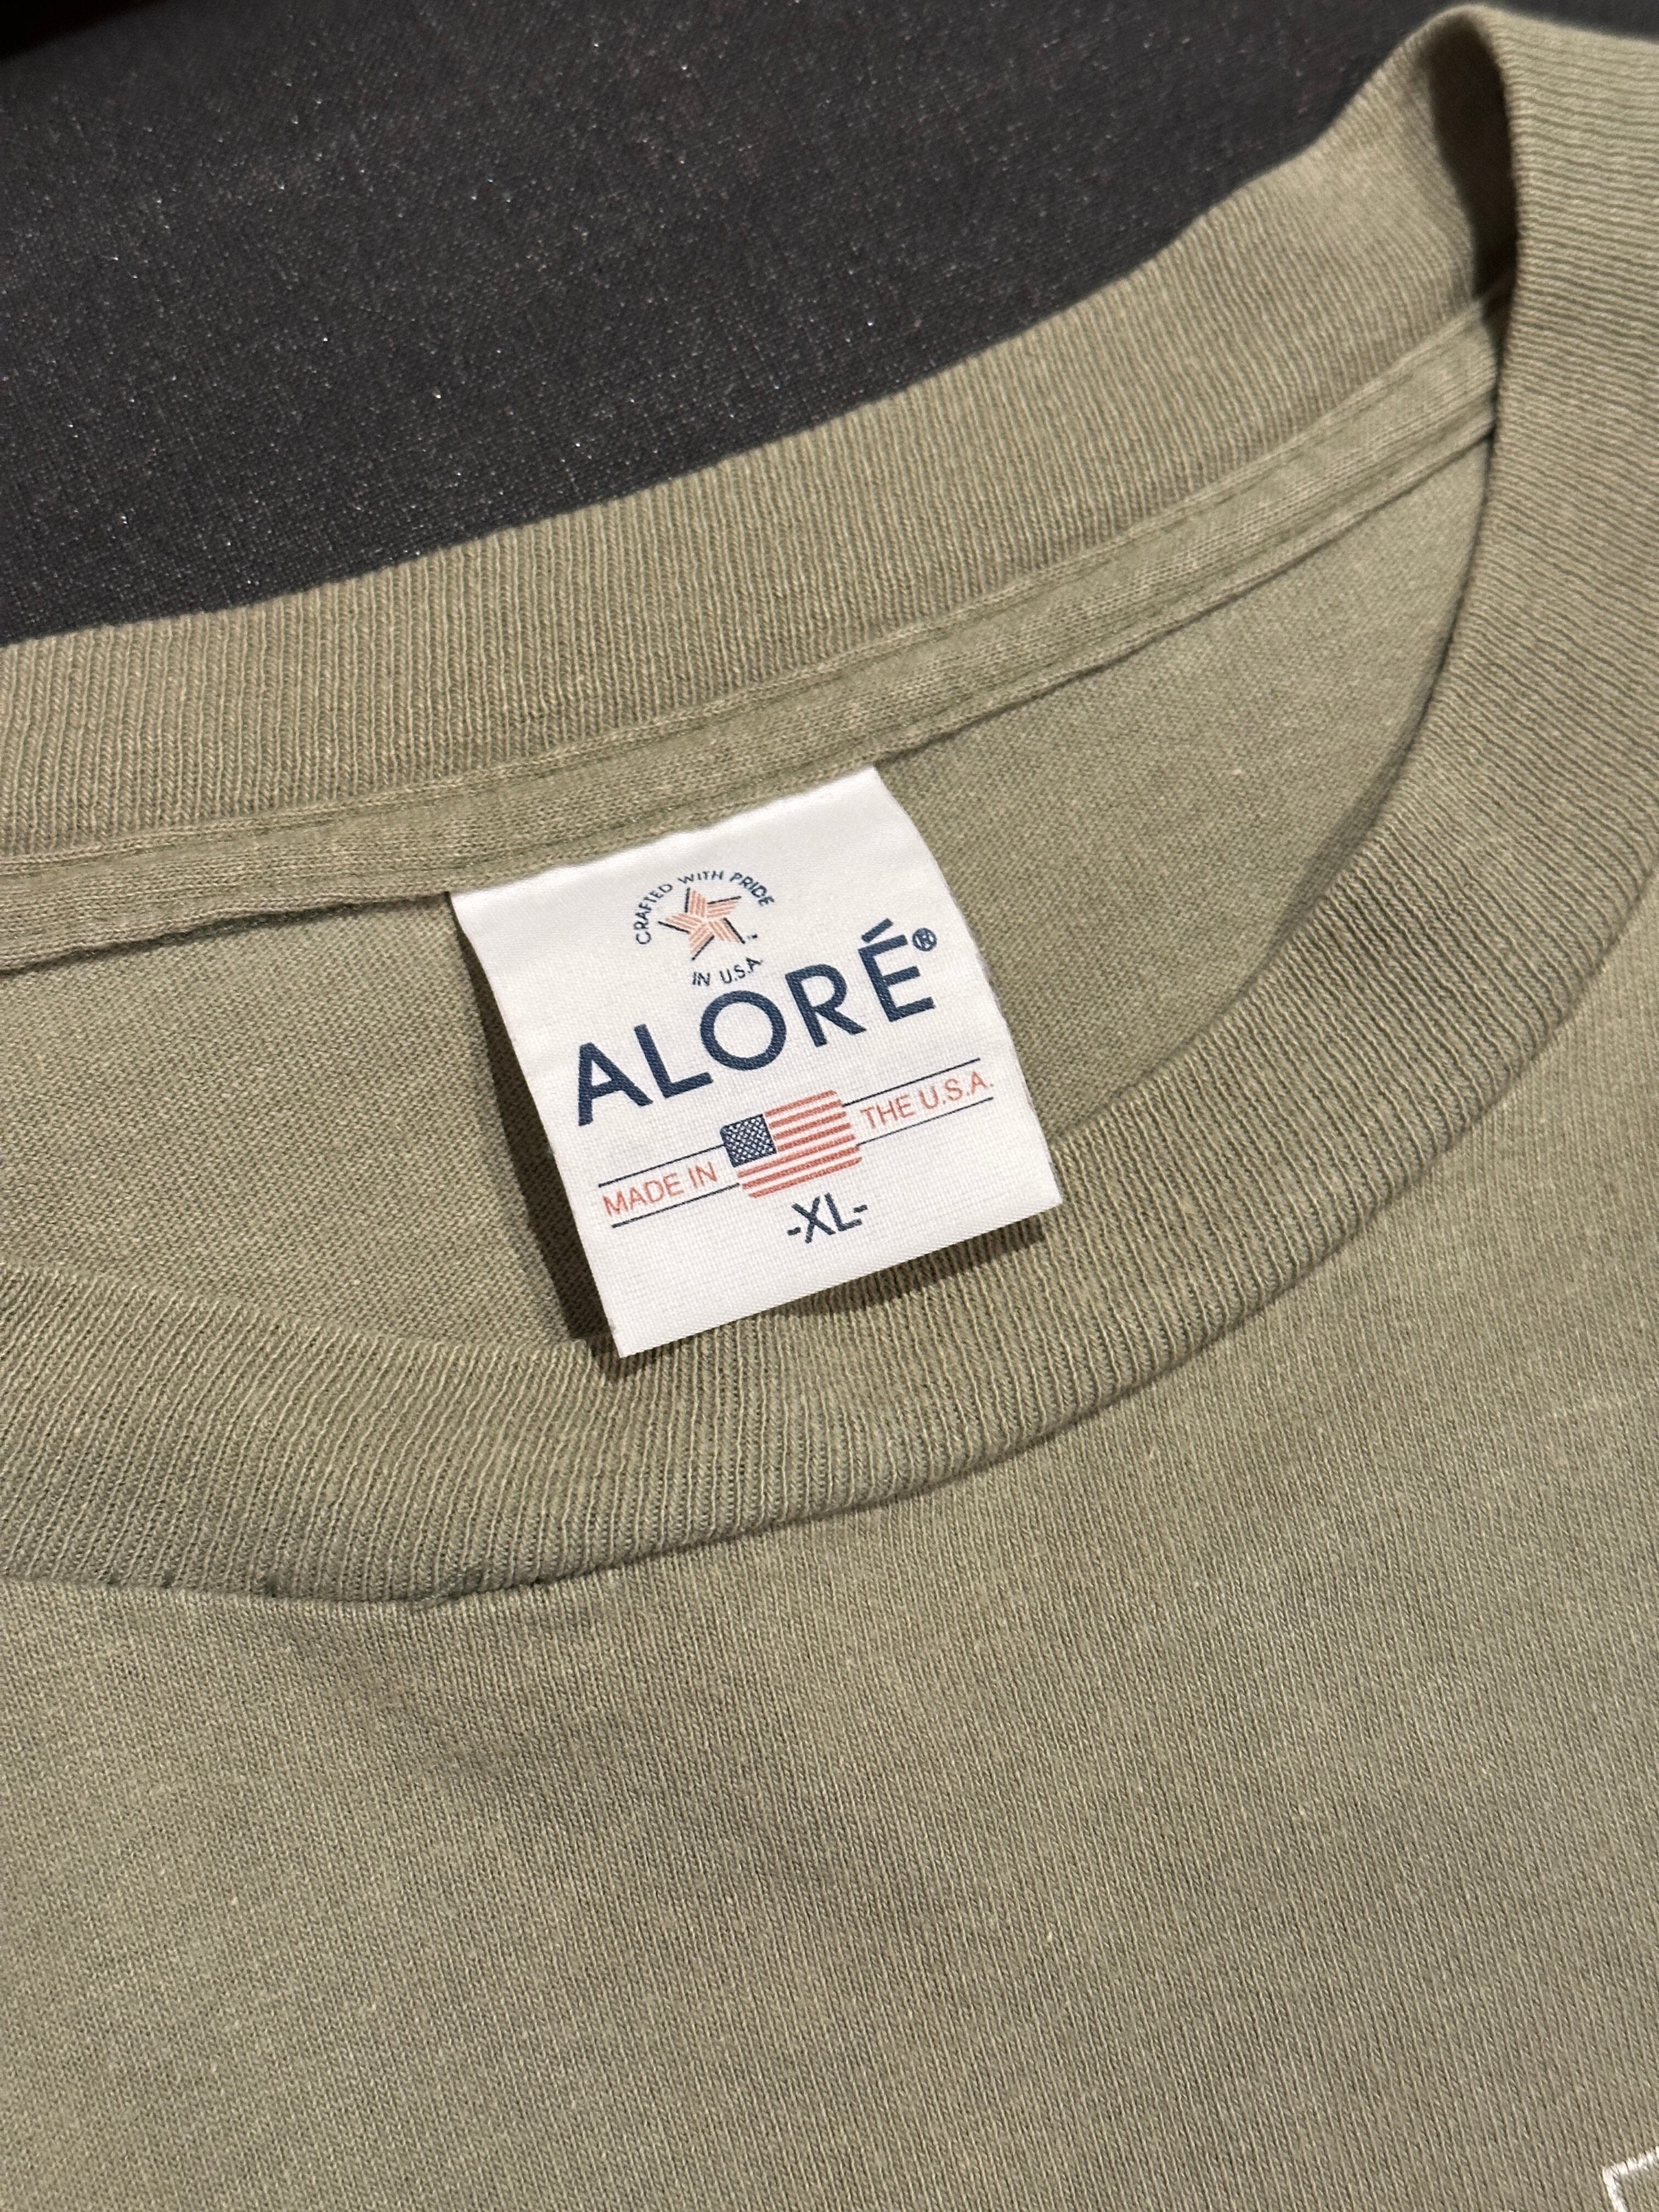 CRAFTED WITH PRIDE
IN U.S.A.
ALORÉ®
MADE IN THE U.S.A.
-XL-